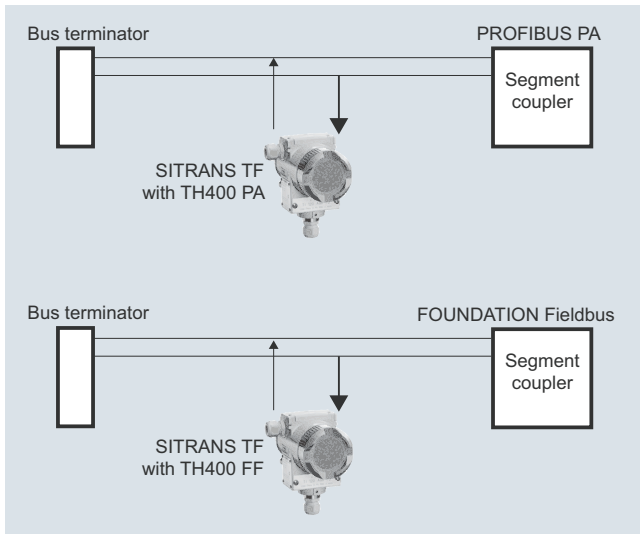 Bus terminator
PROFIBUS PA
Segment
coupler
SITRANS TF
with TH400 PA
Bus terminator
FOUNDATION Fieldbus
Segment
coupler
SITRANS TF
with TH400 FF